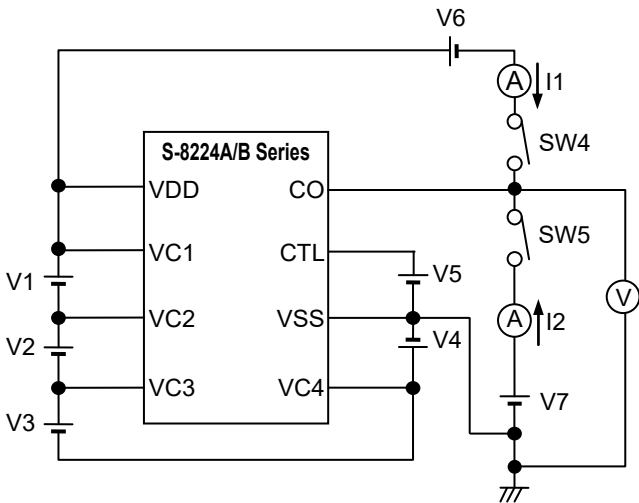 V6
A
I1
SW4
S-8224A/B Series
VDD
CO
VC1
CTL
SW5
V1
V5
V
VC2
VSS
A
I2
V2
V4
VC3
VC4
V7
V3